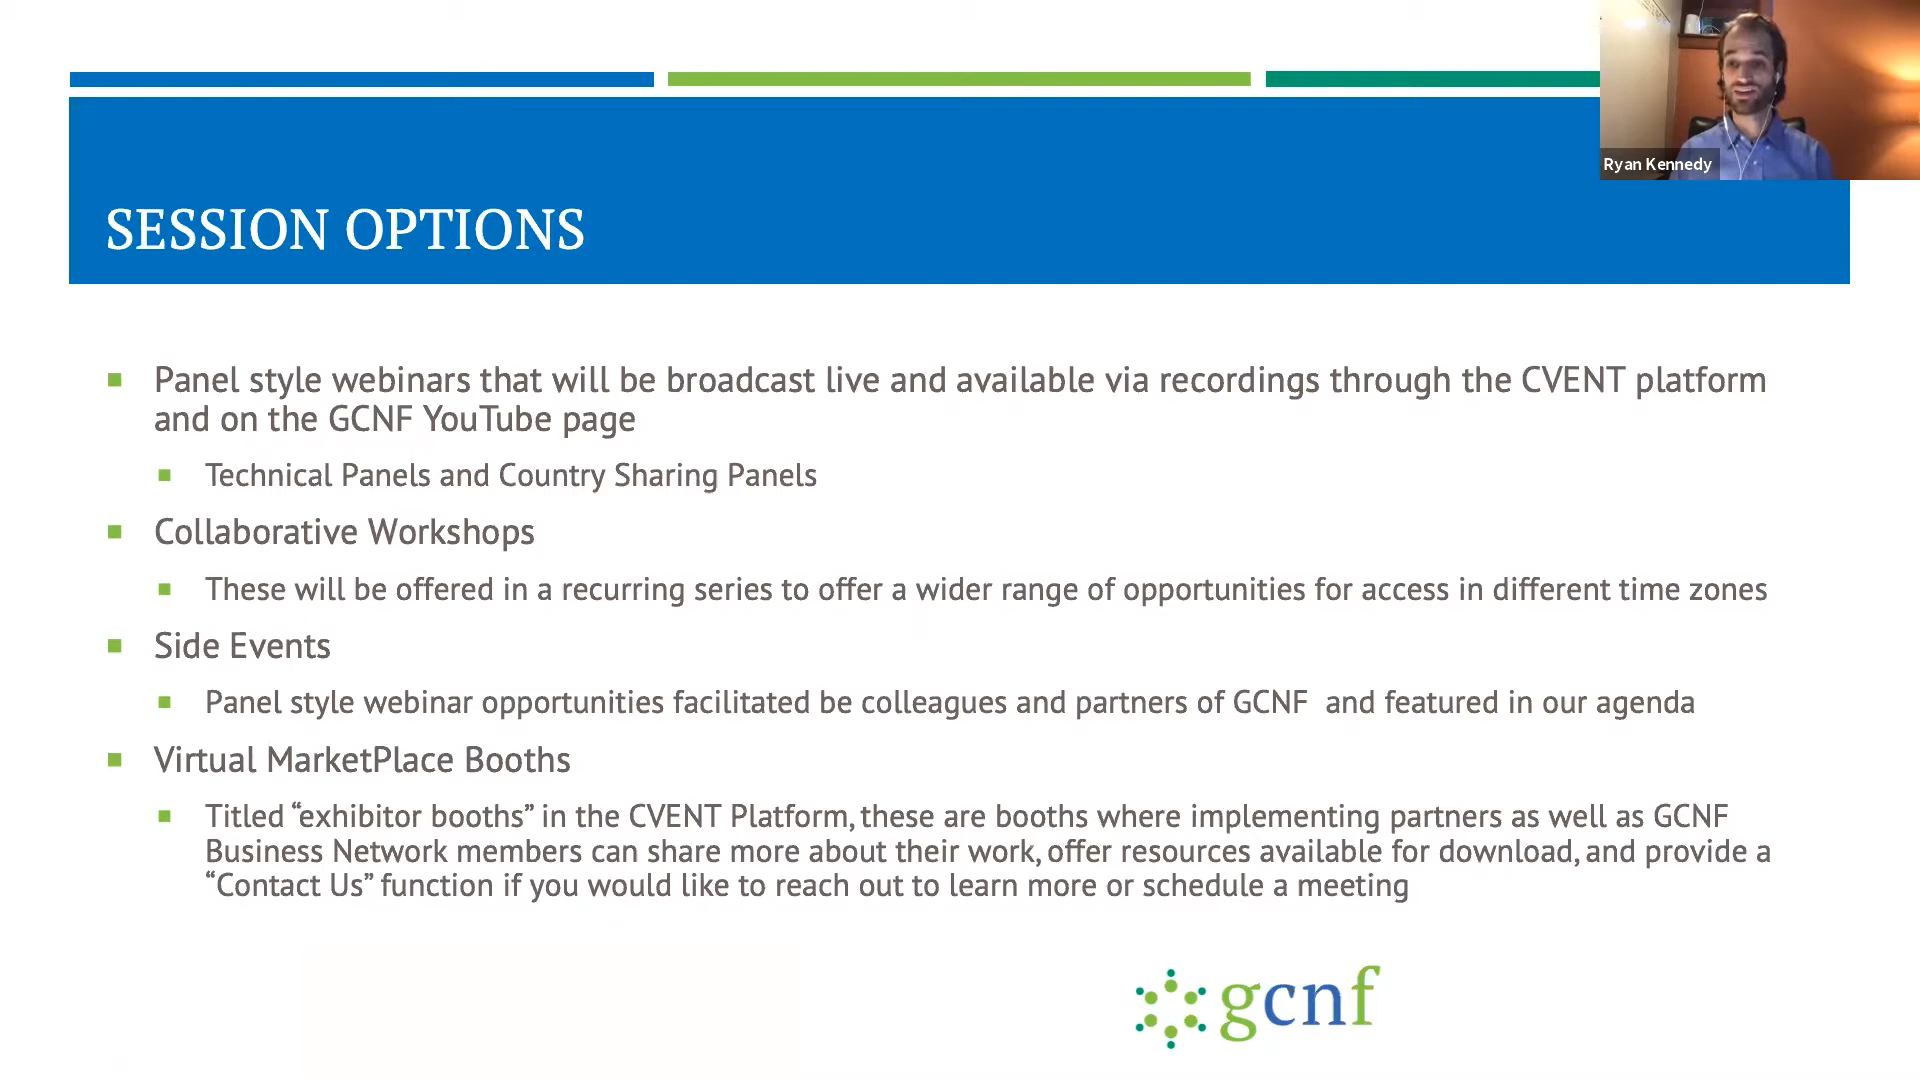 Ryan Kennedy
SESSION OPTIONS
Panel style webinars that will be broadcast live and available via recordings through the CVENT platform
and on the GCNF YouTube page
Technical Panels and Country Sharing Panels
Collaborative Workshops
These will be offered in a recurring series to offer a wider range of opportunities for access in different time zones
Side Events
Panel style webinar opportunities facilitated be colleagues and partners of GCNF  and featured in our agenda
Virtual MarketPlace Booths
Titled “exhibitor booths” in the CVENT Platform, these are booths where implementing partners as well as GCNF
Business Network members can share more about their work, offer resources available for download, and provide a
“Contact Us” function if you would like to reach out to learn more or schedule a meeting
gcnf